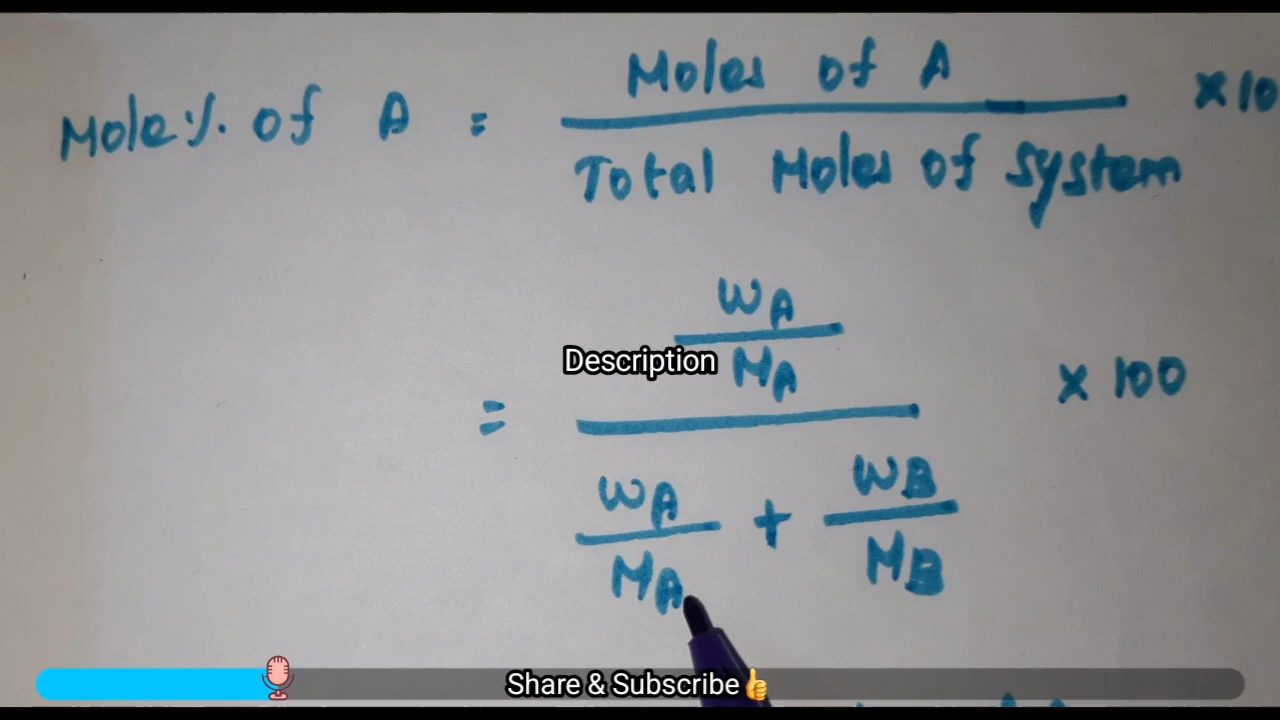 Moles of A
Mole%. of A = × 10
Total Moles of System
WA
Description
MA
= × 100
WA + WB
MA MB
Share & Subscribe👍